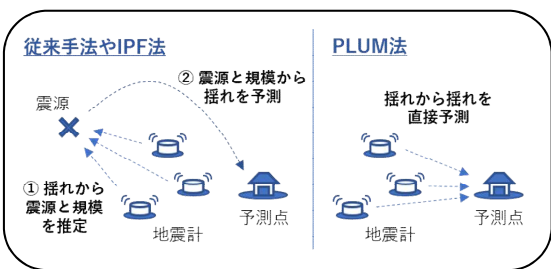 従来手法やIPF法
② 震源と規模から
揺れを予測
震源
① 揺れから
震源と規模
を推定
地震計
予測点
PLUM法
揺れから揺れを
直接予測
地震計
予測点